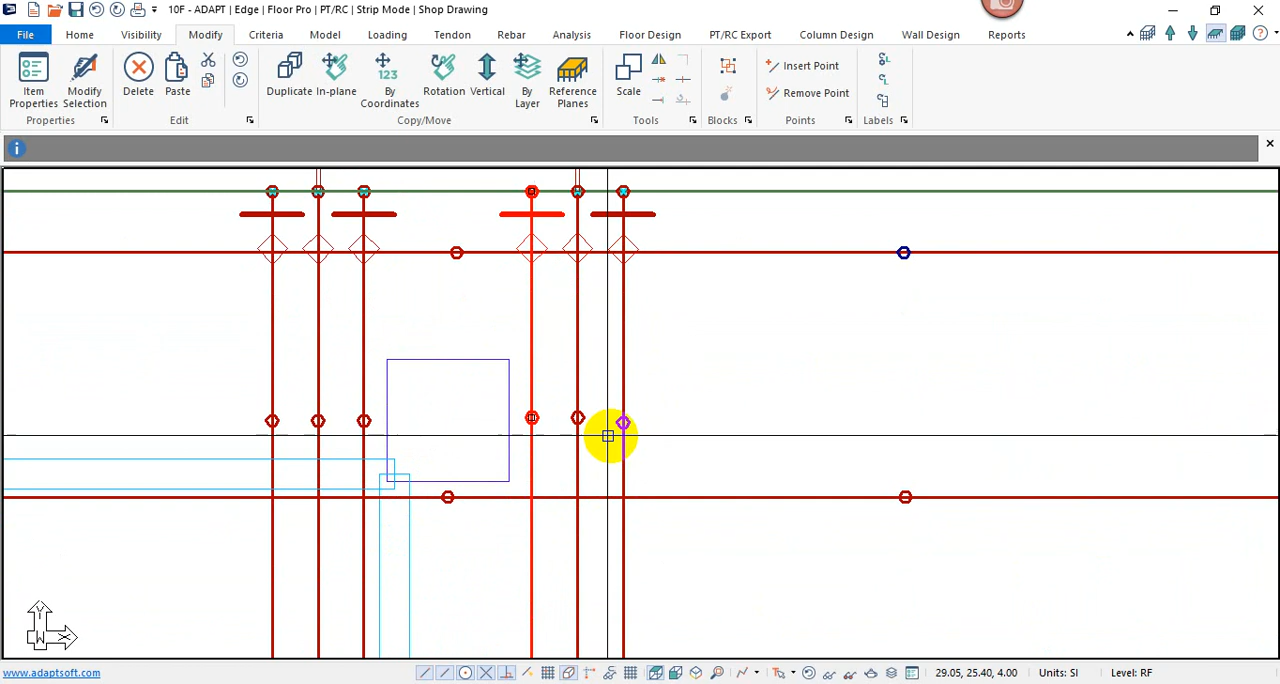 10F - ADAPT | Edge | Floor Pro | PT/RC | Strip Mode | Shop Drawing
File Home Visibility Modify Criteria Model Loading Tendon Rebar Analysis Floor Design PT/RC Export Column Design Wall Design Reports
Item Properties
Modify Selection
Delete
Paste
Duplicate
In-plane
123
By Coordinates
Rotation
Vertical
By Layer
Reference Planes
Scale
Insert Point
Remove Point
Properties Edit Copy/Move Tools Blocks Points Labels
W
X
Y
www.adaptsoft.com 29.05, 25.40, 4.00 Units: SI Level: RF